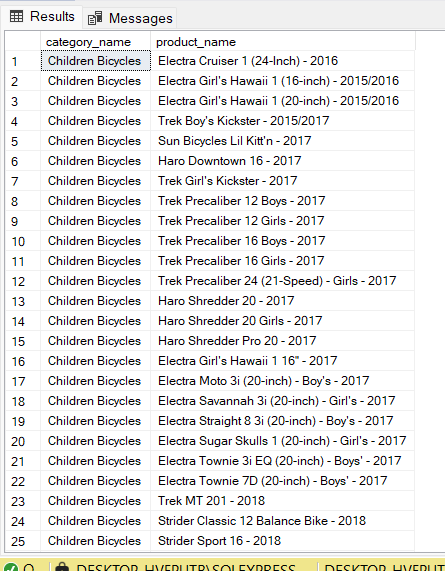 Results Messages
category_name product_name
1 Children Bicycles Electra Cruiser 1 (24-Inch) - 2016
2 Children Bicycles Electra Girl's Hawaii 1 (16-inch) - 2015/2016
3 Children Bicycles Electra Girl's Hawaii 1 (20-inch) - 2015/2016
4 Children Bicycles Trek Boy's Kickster - 2015/2017
5 Children Bicycles Sun Bicycles Lil Kitt'n - 2017
6 Children Bicycles Haro Downtown 16 - 2017
7 Children Bicycles Trek Girl's Kickster - 2017
8 Children Bicycles Trek Precaliber 12 Boys - 2017
9 Children Bicycles Trek Precaliber 12 Girls - 2017
10 Children Bicycles Trek Precaliber 16 Boys - 2017
11 Children Bicycles Trek Precaliber 16 Girls - 2017
12 Children Bicycles Trek Precaliber 24 (21-Speed) - Girls - 2017
13 Children Bicycles Haro Shredder 20 - 2017
14 Children Bicycles Haro Shredder 20 Girls - 2017
15 Children Bicycles Haro Shredder Pro 20 - 2017
16 Children Bicycles Electra Girl's Hawaii 1 16" - 2017
17 Children Bicycles Electra Moto 3i (20-inch) - Boy's - 2017
18 Children Bicycles Electra Savannah 3i (20-inch) - Girl's - 2017
19 Children Bicycles Electra Straight 8 3i (20-inch) - Boy's - 2017
20 Children Bicycles Electra Sugar Skulls 1 (20-inch) - Girl's - 2017
21 Children Bicycles Electra Townie 3i EQ (20-inch) - Boys' - 2017
22 Children Bicycles Electra Townie 7D (20-inch) - Boys' - 2017
23 Children Bicycles Trek MT 201 - 2018
24 Children Bicycles Strider Classic 12 Balance Bike - 2018
25 Children Bicycles Strider Sport 16 - 2018